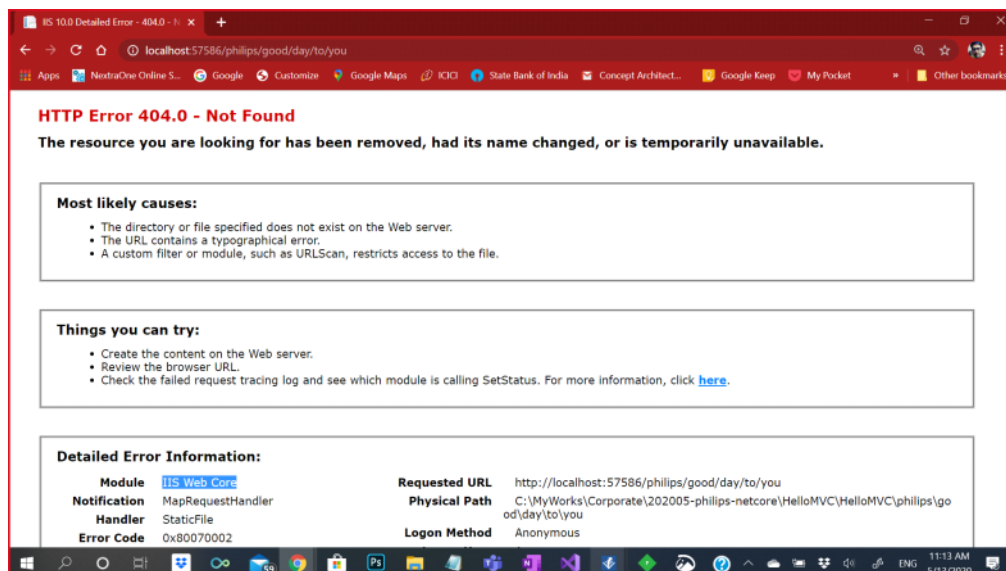 IIS 10.0 Detailed Error - 404.0 - N
localhost:57586/philips/good/day/to/you
Apps NextraOne Online S... Google Customize Google Maps ICICI State Bank of India Concept Architect... Google Keep My Pocket » Other bookmarks
HTTP Error 404.0 - Not Found
The resource you are looking for has been removed, had its name changed, or is temporarily unavailable.
Most likely causes:
• The directory or file specified does not exist on the Web server.
• The URL contains a typographical error.
• A custom filter or module, such as URLScan, restricts access to the file.
Things you can try:
• Create the content on the Web server.
• Review the browser URL.
• Check the failed request tracing log and see which module is calling SetStatus. For more information, click here.
Detailed Error Information:
Module IIS Web Core Requested URL http://localhost:57586/philips/good/day/to/you
Notification MapRequestHandler Physical Path C:\MyWorks\Corporate\202005-philips-netcore\HelloMVC\HelloMVC\philips\go
Handler StaticFile od\day\to\you
Error Code 0x80070002 Logon Method Anonymous
59 ENG 11:13 AM